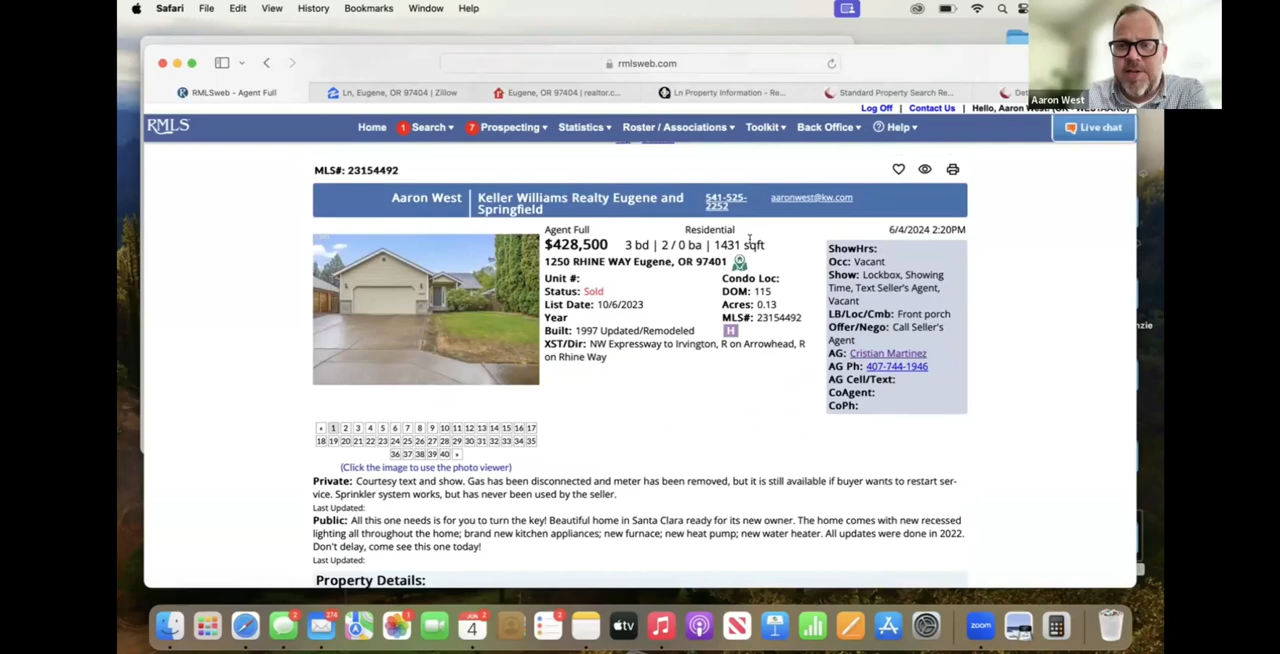 Safari File Edit View History Bookmarks Window Help
Aaron West
rmlsweb.com
RMLSweb - Agent Full
Ln, Eugene, OR 97404 | Zillow
Eugene, OR 97404 | realtor.c...
Ln Property Information - Re...
Standard Property Search Re...
Log Off | Contact Us | Hello, Aaron
RMLS
Home 1 Search 7 Prospecting Statistics Roster / Associations Toolkit Back Office Help
Live chat
MLS#: 23154492
Aaron West
Keller Williams Realty Eugene and
Springfield
541-525-
2252
aaronwest@kw.com
Agent Full Residential 6/4/2024 2:20PM
$428,500 3 bd | 2 / 0 ba | 1431 sqft
1250 RHINE WAY Eugene, OR 97401
Unit #: Condo Loc:
Status: Sold DOM: 115
List Date: 10/6/2023 Acres: 0.13
Year MLS#: 23154492
Built: 1997 Updated/Remodeled H
XST/Dir: NW Expressway to Irvington, R on Arrowhead, R
on Rhine Way
ShowHrs:
Occ: Vacant
Show: Lockbox, Showing
Time, Text Seller's Agent,
Vacant
LB/Loc/Cmb: Front porch
Offer/Nego: Call Seller's
Agent
AG: Cristian Martinez
AG Ph: 407-744-1946
AG Cell/Text:
CoAgent:
CoPh:
« 1 2 3 4 5 6 7 8 9 10 11 12 13 14 15 16 17
18 19 20 21 22 23 24 25 26 27 28 29 30 31 32 33 34 35
36 37 38 39 40 »
(Click the image to use the photo viewer)
Private: Courtesy text and show. Gas has been disconnected and meter has been removed, but it is still available if buyer wants to restart ser-
vice. Sprinkler system works, but has never been used by the seller.
Last Updated:
Public: All this one needs is for you to turn the key! Beautiful home in Santa Clara ready for its new owner. The home comes with new recessed
lighting all throughout the home; brand new kitchen appliances; new furnace; new heat pump; new water heater. All updates were done in 2022.
Don't delay, come see this one today!
Last Updated:
Property Details:
274
JUN
4
tv
zoom